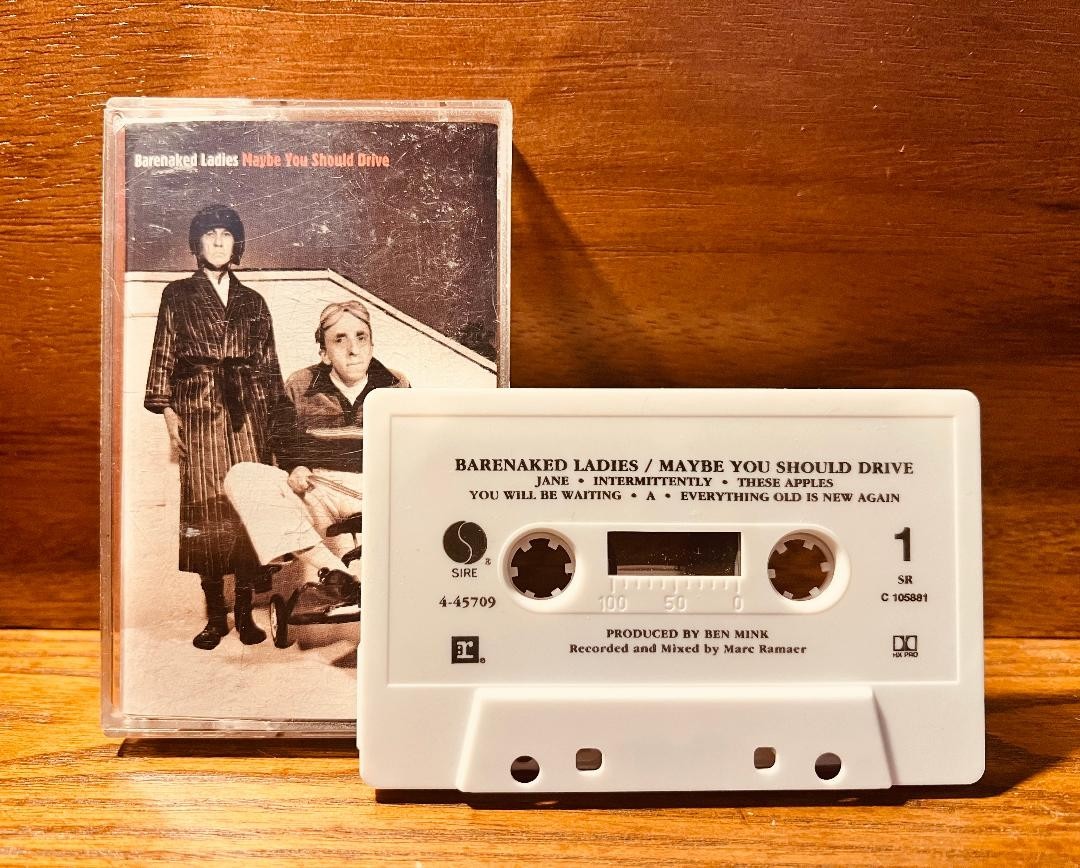 Barenaked Ladies Maybe You Should Drive
BARENAKED LADIES / MAYBE YOU SHOULD DRIVE
JANE • INTERMITTENTLY • THESE APPLES
YOU WILL BE WAITING • A • EVERYTHING OLD IS NEW AGAIN
SIRE ®
4-45709
100 50 0
1
SR
C 105881
PRODUCED BY BEN MINK
Recorded and Mixed by Marc Ramaer
r ®
HX PRO